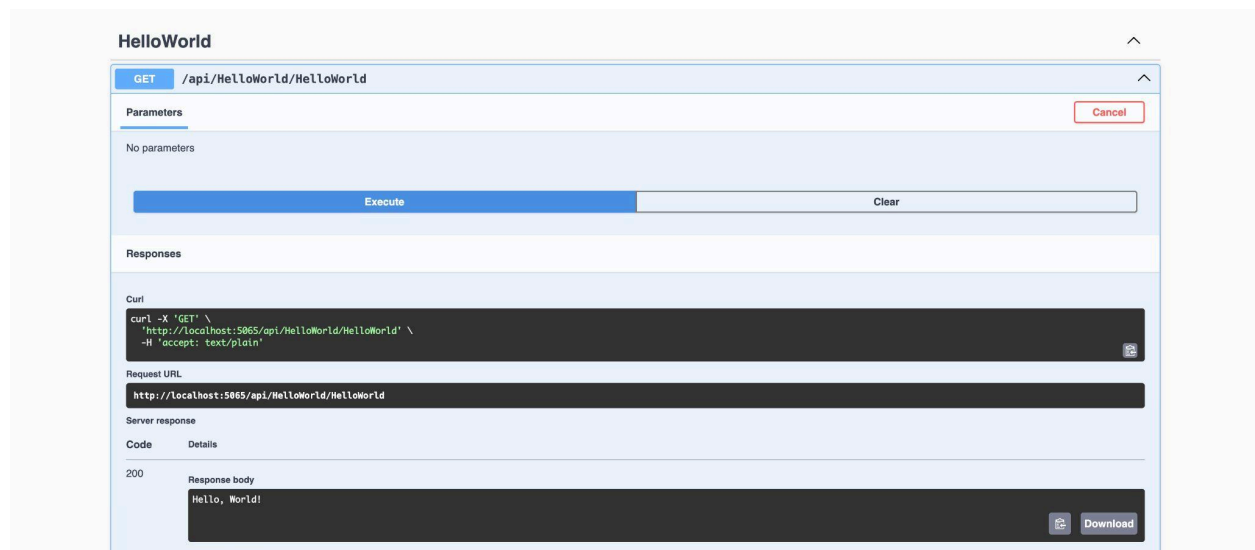 HelloWorld
GET /api/HelloWorld/HelloWorld
Parameters
Cancel
No parameters
Execute
Clear
Responses
Curl
curl -X 'GET' \
'http://localhost:5065/api/HelloWorld/HelloWorld' \
-H 'accept: text/plain'
Request URL
http://localhost:5065/api/HelloWorld/HelloWorld
Server response
Code Details
200
Response body
Hello, World!
Download